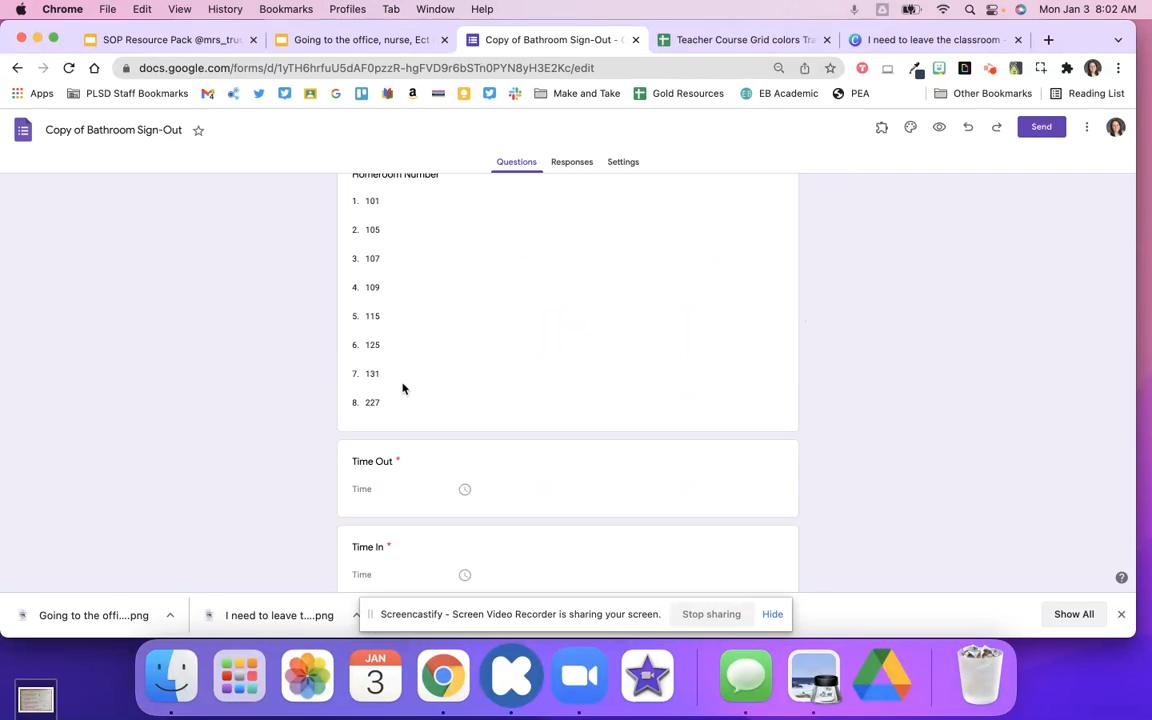 Chrome File Edit View History Bookmarks Profiles Tab Window Help Mon Jan 3 8:02 AM
SOP Resource Pack @mrs_tru Going to the office, nurse, Ect Copy of Bathroom Sign-Out - G Teacher Course Grid colors Tra I need to leave the classroom -
docs.google.com/forms/d/1yTH6hrfuU5dAF0pzzR-hgFVD9r6bSTn0PYN8yH3E2Kc/edit
Apps PLSD Staff Bookmarks Make and Take Gold Resources EB Academic PEA Other Bookmarks Reading List
Copy of Bathroom Sign-Out Send
Questions Responses Settings
Homeroom Number
1. 101
2. 105
3. 107
4. 109
5. 115
6. 125
7. 131
8. 227
Time Out *
Time
Time In *
Time
Going to the offi....png I need to leave t....png Screencastify - Screen Video Recorder is sharing your screen. Stop sharing Hide Show All
JAN
3